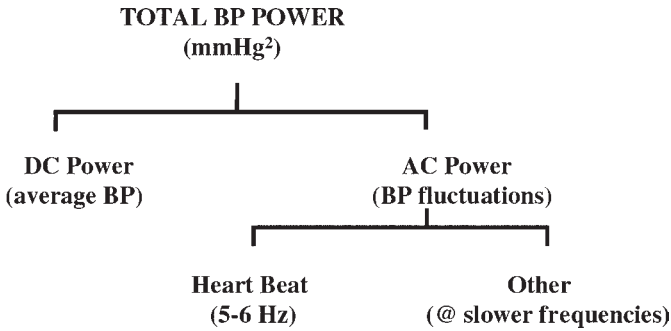 TOTAL BP POWER
(mmHg²)
DC Power
(average BP)
AC Power
(BP fluctuations)
Heart Beat
(5-6 Hz)
Other
(@ slower frequencies)